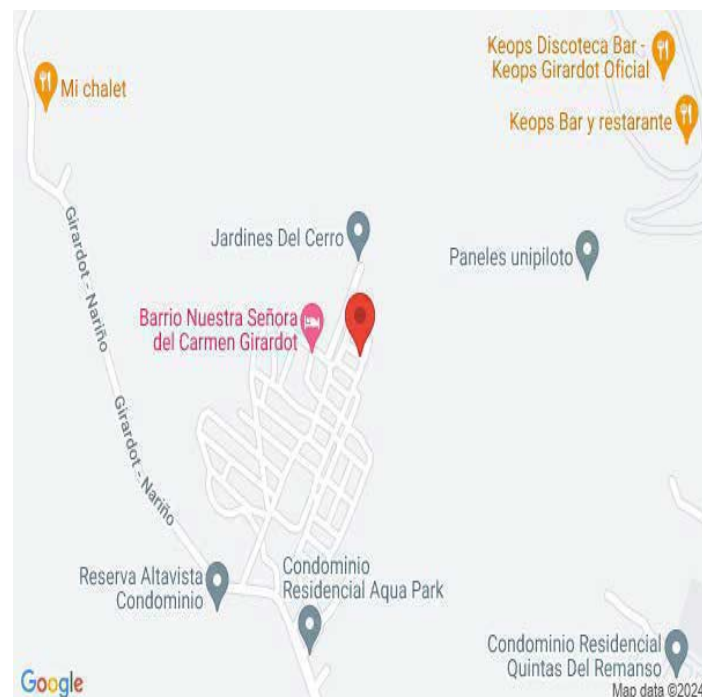 Keops Discoteca Bar -
Keops Girardot Oficial
Mi chalet
Keops Bar y restarante
Girardot - Nariño
Jardines Del Cerro
Paneles unipiloto
Barrio Nuestra Señora
del Carmen Girardot
Girardot - Nariño
Reserva Altavista
Condominio
Condominio
Residencial Aqua Park
Condominio Residencial
Quintas Del Remanso
Google
Map data ©2024